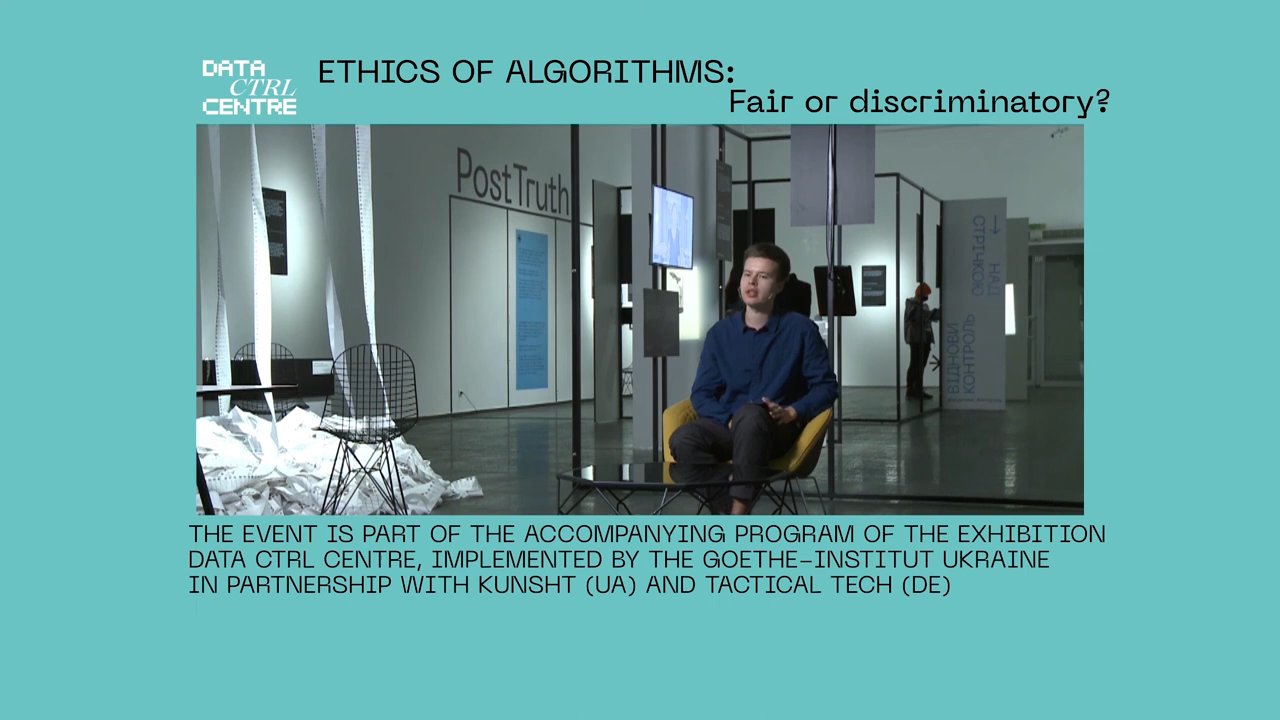 DATA
CTRL
CENTRE
ETHICS OF ALGORITHMS:
Fair or discriminatory?
PostTruth
← НАШ
СТРІЧКОЮ
ВІДНОВИ
КОНТРОЛЬ
THE EVENT IS PART OF THE ACCOMPANYING PROGRAM OF THE EXHIBITION
DATA CTRL CENTRE, IMPLEMENTED BY THE GOETHE-INSTITUT UKRAINE
IN PARTNERSHIP WITH KUNSHT (UA) AND TACTICAL TECH (DE)